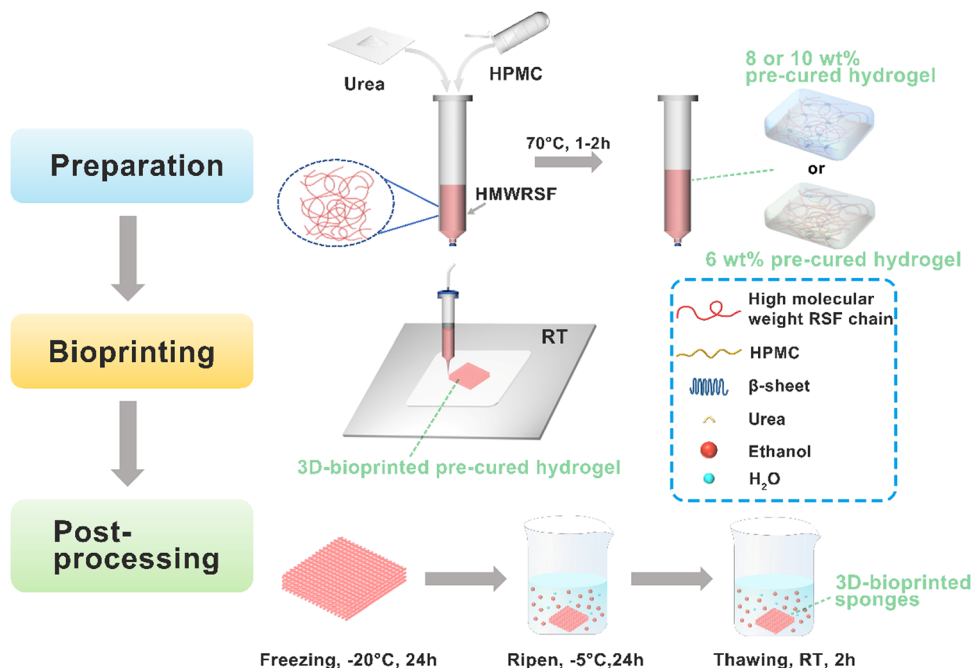 Preparation
Bioprinting
Post-
processing
Urea
HPMC
HMWRSF
70°C, 1-2h
8 or 10 wt%
pre-cured hydrogel
or
6 wt% pre-cured hydrogel
RT
3D-bioprinted pre-cured hydrogel
High molecular
weight RSF chain
HPMC
β-sheet
Urea
Ethanol
H₂O
3D-bioprinted
sponges
Freezing, -20°C, 24h
Ripen, -5°C,24h
Thawing, RT, 2h